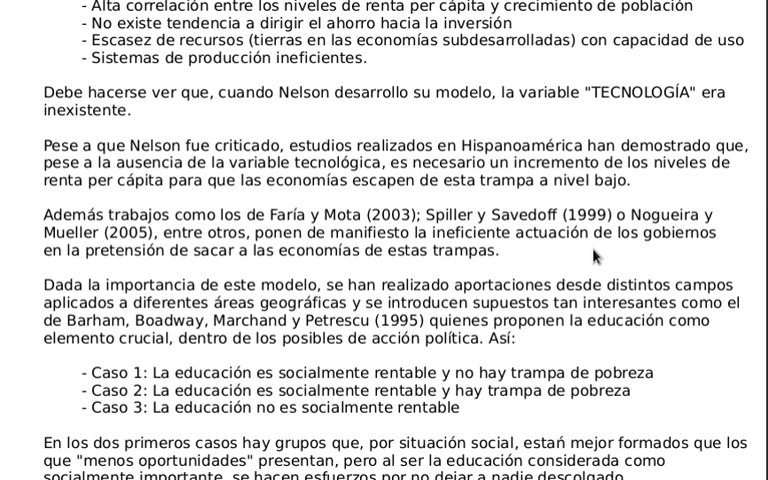 - Alta correlación entre los niveles de renta per cápita y crecimiento de población
- No existe tendencia a dirigir el ahorro hacia la inversión
- Escasez de recursos (tierras en las economías subdesarrolladas) con capacidad de uso
- Sistemas de producción ineficientes.
Debe hacerse ver que, cuando Nelson desarrollo su modelo, la variable "TECNOLOGÍA" era
inexistente.
Pese a que Nelson fue criticado, estudios realizados en Hispanoamérica han demostrado que,
pese a la ausencia de la variable tecnológica, es necesario un incremento de los niveles de
renta per cápita para que las economías escapen de esta trampa a nivel bajo.
Además trabajos como los de Faría y Mota (2003); Spiller y Savedoff (1999) o Nogueira y
Mueller (2005), entre otros, ponen de manifiesto la ineficiente actuación de los gobiernos
en la pretensión de sacar a las economías de estas trampas.
Dada la importancia de este modelo, se han realizado aportaciones desde distintos campos
aplicados a diferentes áreas geográficas y se introducen supuestos tan interesantes como el
de Barham, Boadway, Marchand y Petrescu (1995) quienes proponen la educación como
elemento crucial, dentro de los posibles de acción política. Así:
- Caso 1: La educación es socialmente rentable y no hay trampa de pobreza
- Caso 2: La educación es socialmente rentable y hay trampa de pobreza
- Caso 3: La educación no es socialmente rentable
En los dos primeros casos hay grupos que, por situación social, estań mejor formados que los
que "menos oportunidades" presentan, pero al ser la educación considerada como
socialmente importante, se hacen esfuerzos por no dejar a nadie descolgado